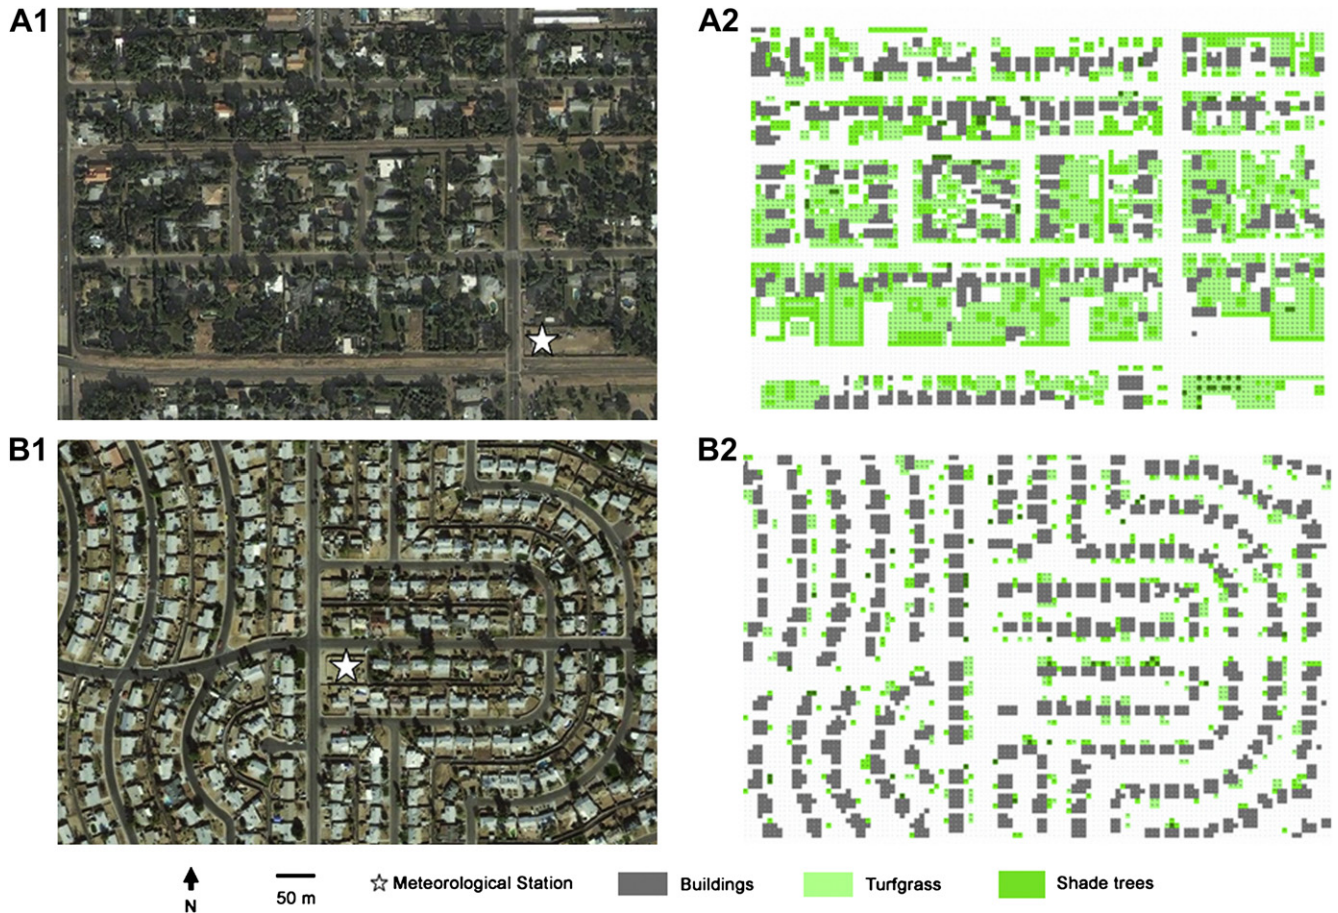 A1
A2
B1
B2
N
50 m
Meteorological Station
Buildings
Turfgrass
Shade trees